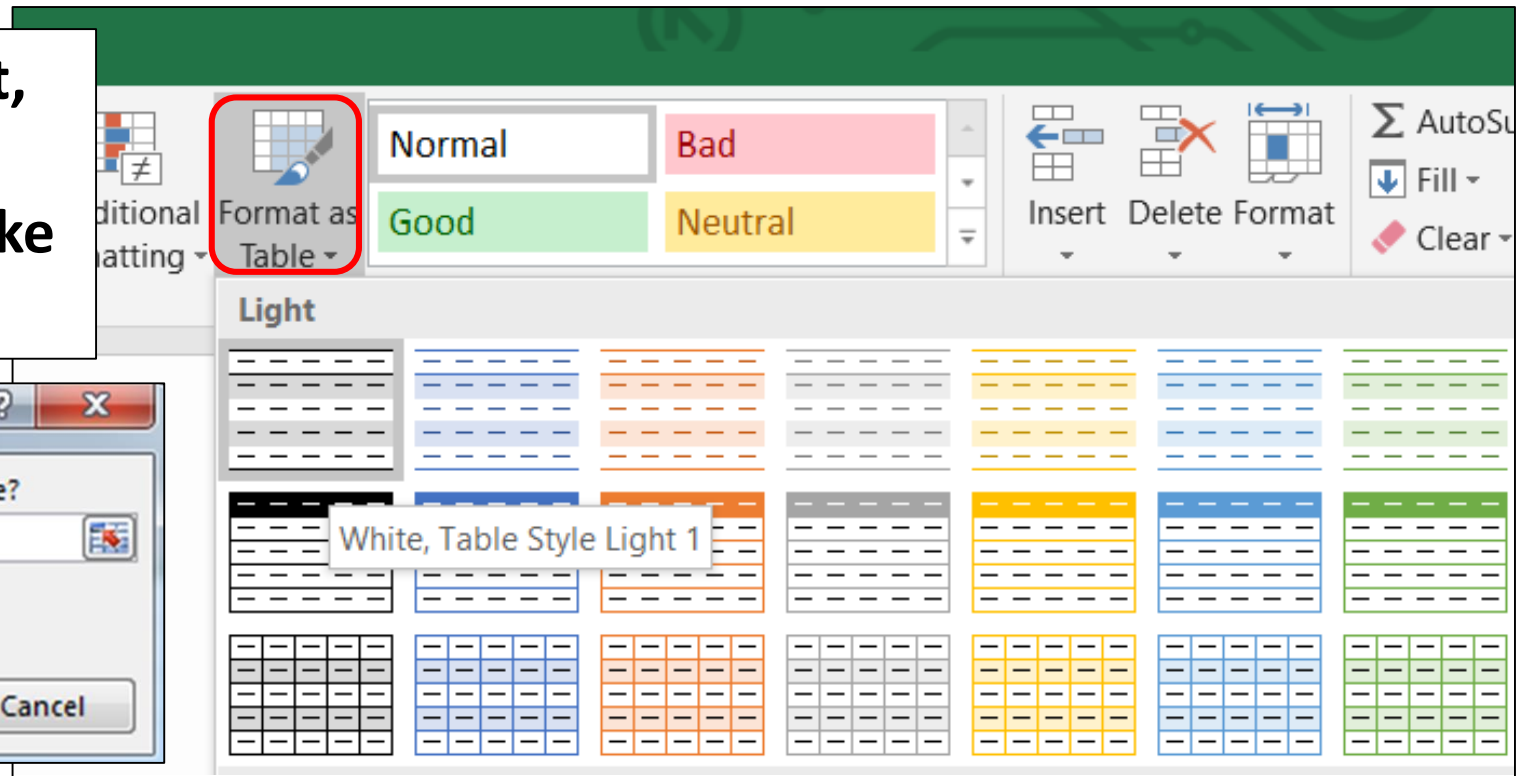 t,
ke
ditional
atting
Format as
Table
Normal
Bad
Good
Neutral
Insert
Delete
Format
AutoSu
Fill
Clear
Light
White, Table Style Light 1
?
e?
Cancel